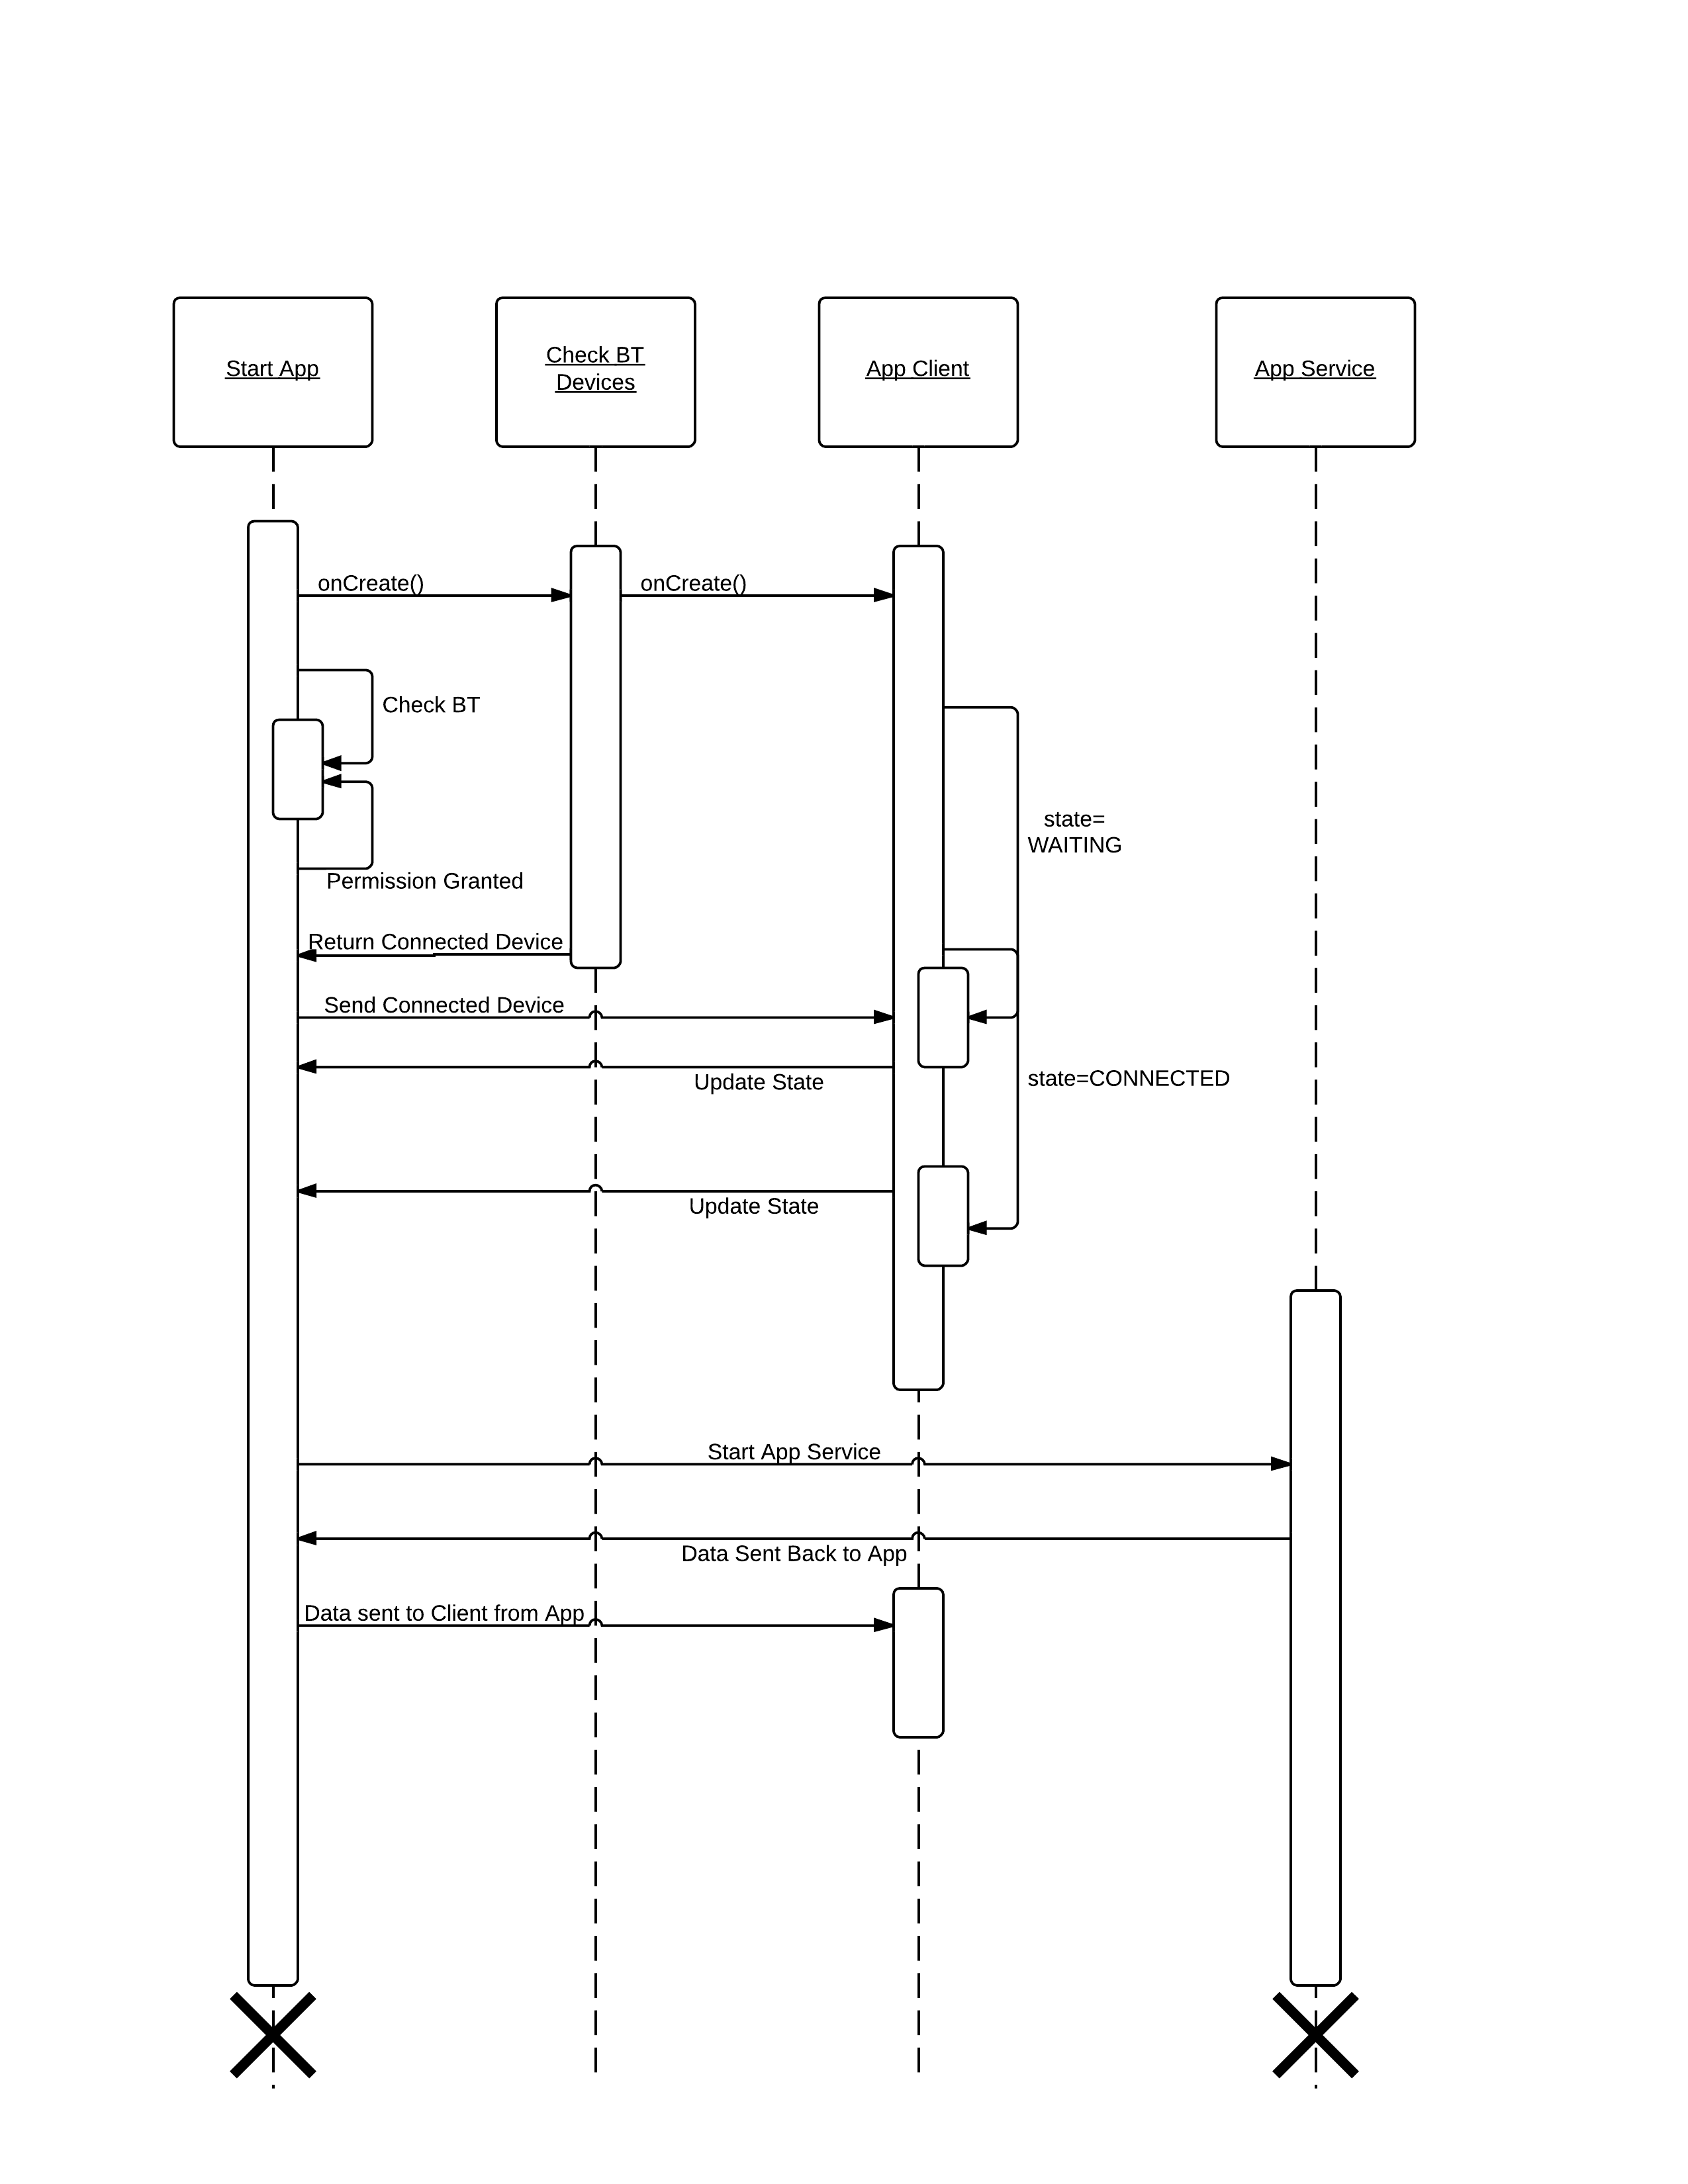 Start App
Check BT
Devices
App Client
App Service
onCreate()
onCreate()
Check BT
state=
WAITING
Permission Granted
Return Connected Device
Send Connected Device
Update State
state=CONNECTED
Update State
Start App Service
Data Sent Back to App
Data sent to Client from App